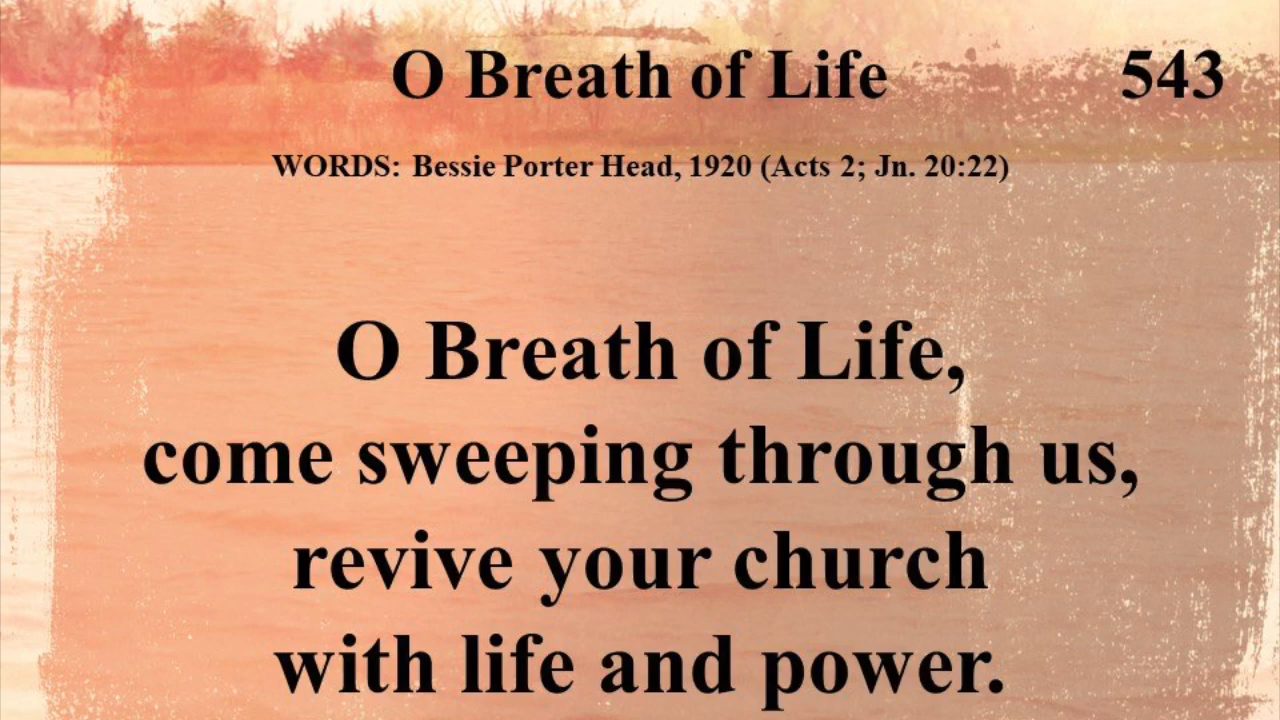 O Breath of Life 543
WORDS: Bessie Porter Head, 1920 (Acts 2; Jn. 20:22)
O Breath of Life,
come sweeping through us,
revive your church
with life and power.